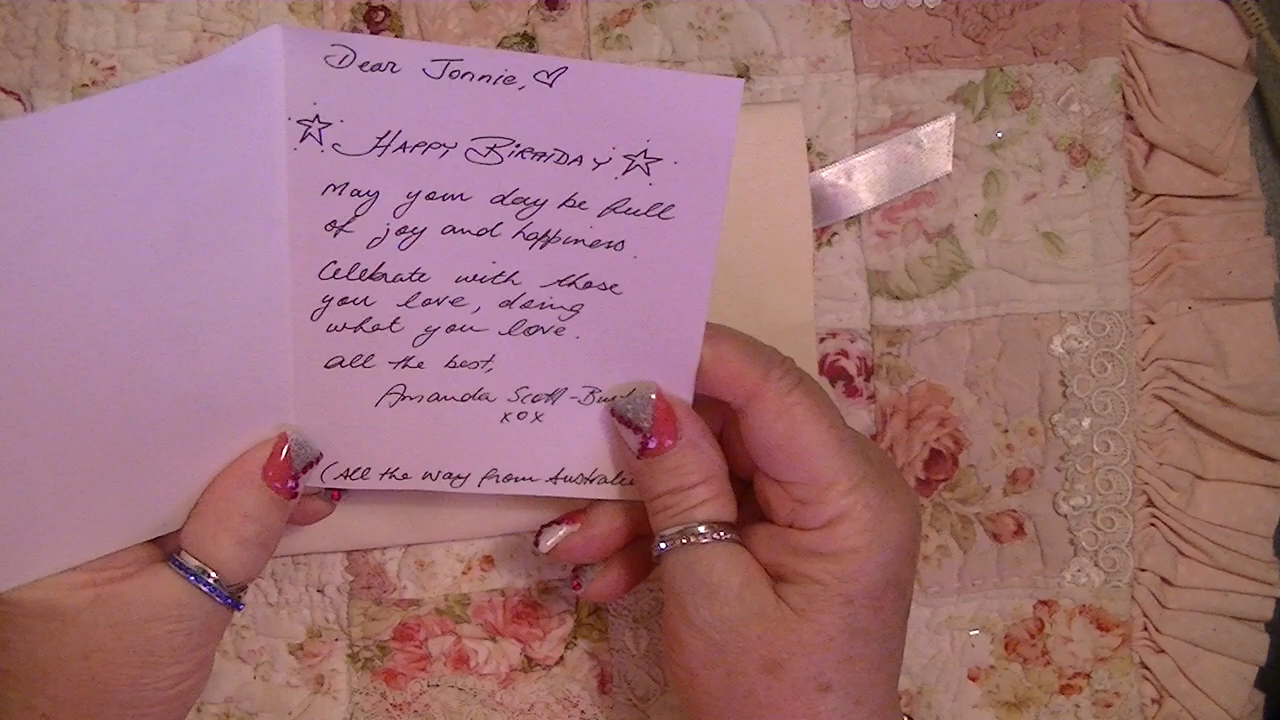 Dear Jonnie, ♡
☆ HAPPY BIRTHDAY ☆
May your day be full
of joy and happiness.
Celebrate with those
you love, doing
what you love.
All the best,
Amanda Scott-
xox
(All the way from Australia